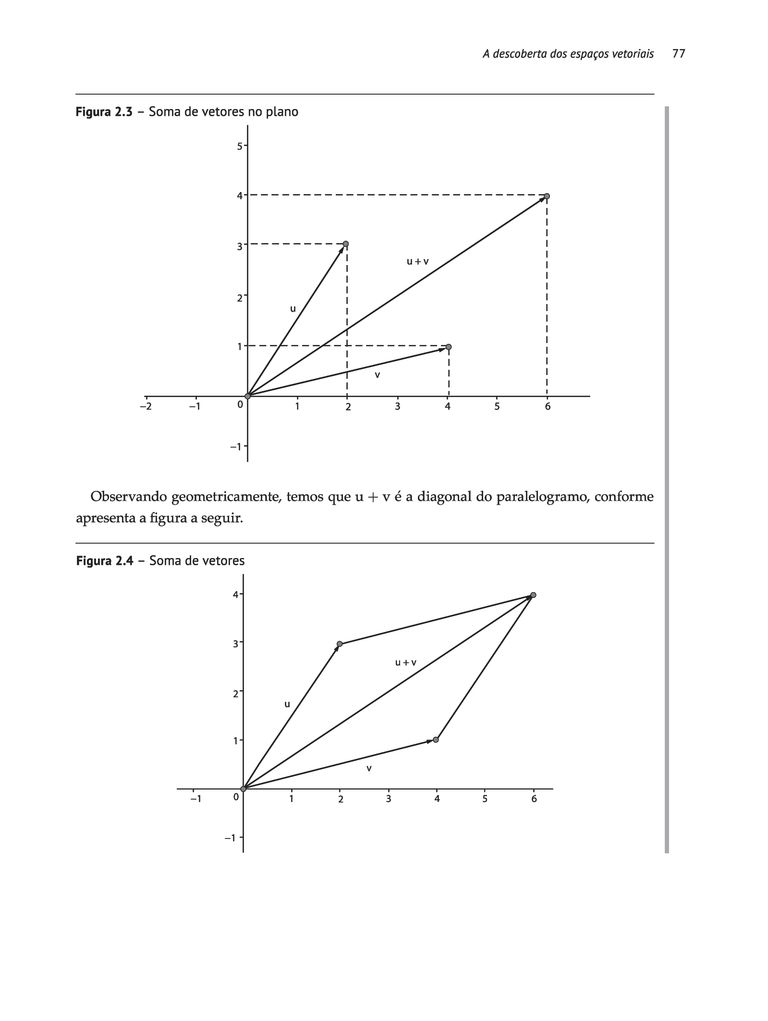 A descoberta dos espaços vetoriais 77
Figura 2.3 – Soma de vetores no plano
5
4
3
u + v
2
u
1
v
−2 −1 0 1 2 3 4 5 6
−1
Observando geometricamente, temos que u + v é a diagonal do paralelogramo, conforme
apresenta a figura a seguir.
Figura 2.4 – Soma de vetores
4
3
u + v
2
u
1
v
−1 0 1 2 3 4 5 6
−1